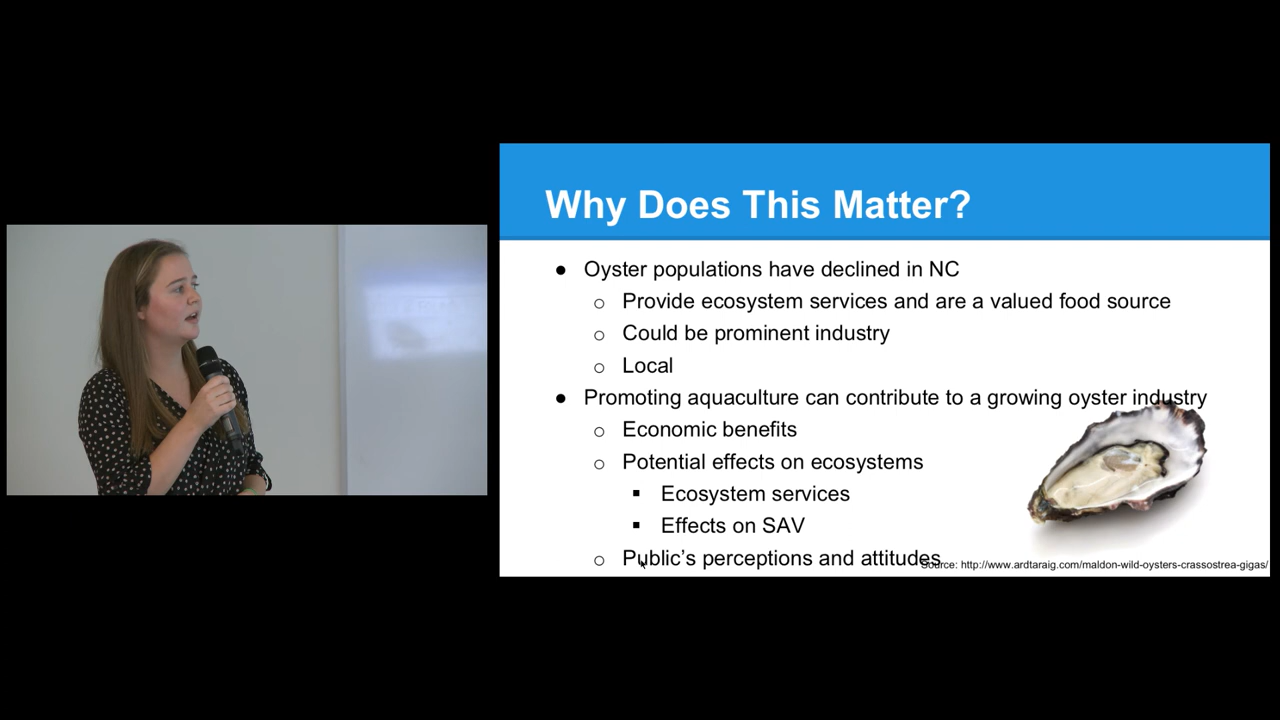 Why Does This Matter?
● Oyster populations have declined in NC
o Provide ecosystem services and are a valued food source
o Could be prominent industry
o Local
● Promoting aquaculture can contribute to a growing oyster industry
o Economic benefits
o Potential effects on ecosystems
▪ Ecosystem services
▪ Effects on SAV
o Public's perceptions and attitudes
Source: http://www.ardtaraig.com/maldon-wild-oysters-crassostrea-gigas/